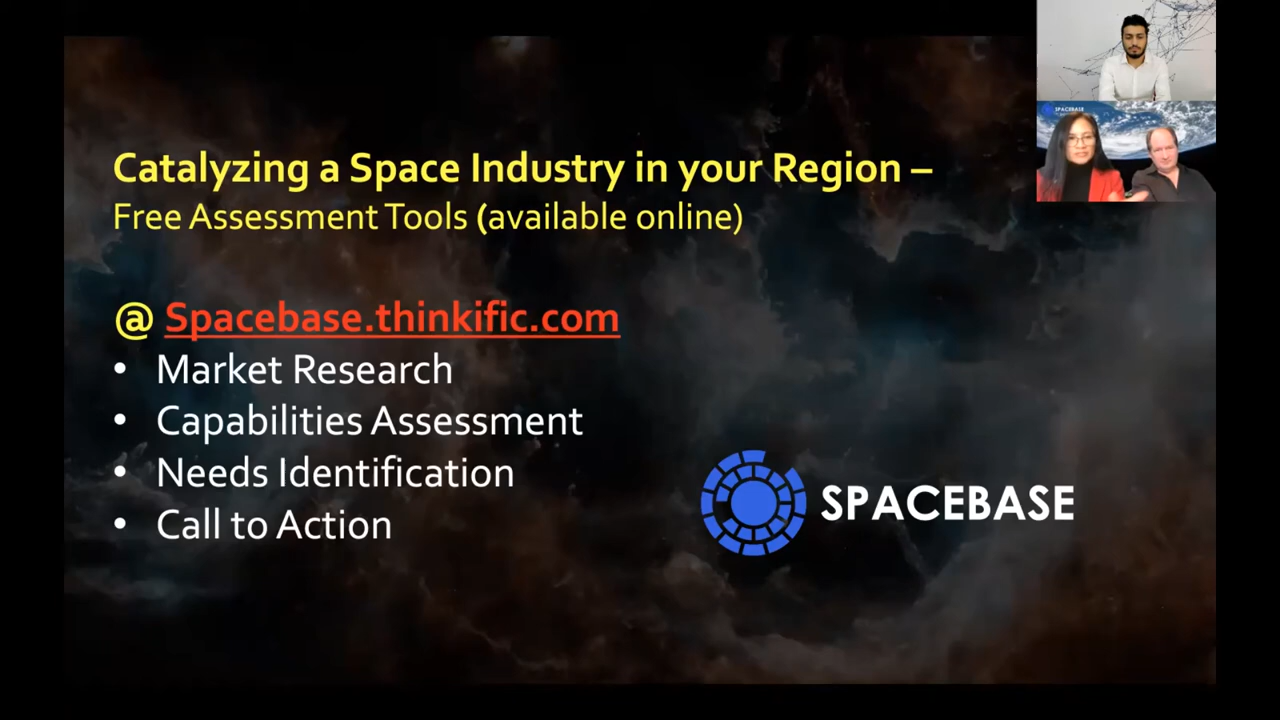 Catalyzing a Space Industry in your Region –
Free Assessment Tools (available online)
@ Spacebase.thinkific.com
• Market Research
• Capabilities Assessment
• Needs Identification
• Call to Action
SPACEBASE
SPACEBASE